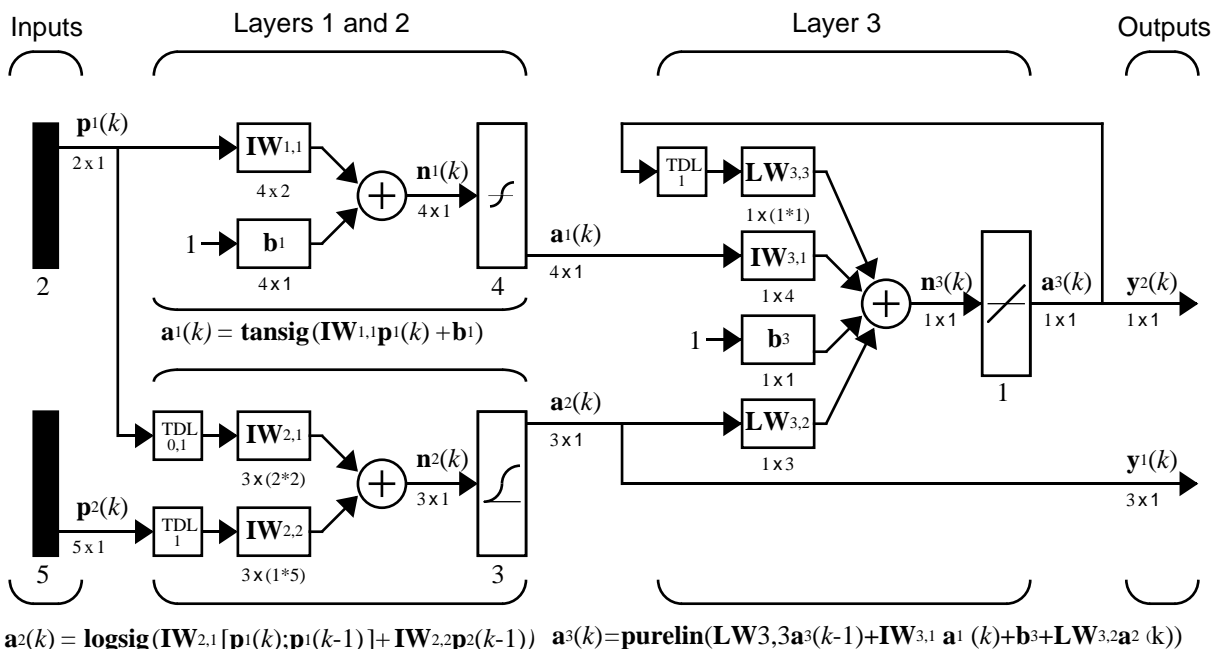 Inputs
Layers 1 and 2
Layer 3
Outputs
p1(k)
2 x 1
IW1,1
4 x 2
1
b1
4 x 1
n1(k)
4 x 1
2
4
a1(k) = tansig(IW1,1p1(k) +b1)
a1(k)
4 x 1
TDL
1
LW3,3
1 x (1*1)
IW3,1
1 x 4
1
b3
1 x 1
LW3,2
1 x 3
n3(k)
1 x 1
1
a3(k)
1 x 1
y2(k)
1 x 1
p2(k)
5 x 1
5
TDL
0,1
IW2,1
3 x (2*2)
TDL
1
IW2,2
3 x (1*5)
n2(k)
3 x 1
3
a2(k)
3 x 1
y1(k)
3 x 1
a2(k) = logsig(IW2,1[p1(k);p1(k-1)]+ IW2,2p2(k-1))
a3(k)=purelin(LW3,3a3(k-1)+IW3,1 a1 (k)+b3+LW3,2a2 (k))